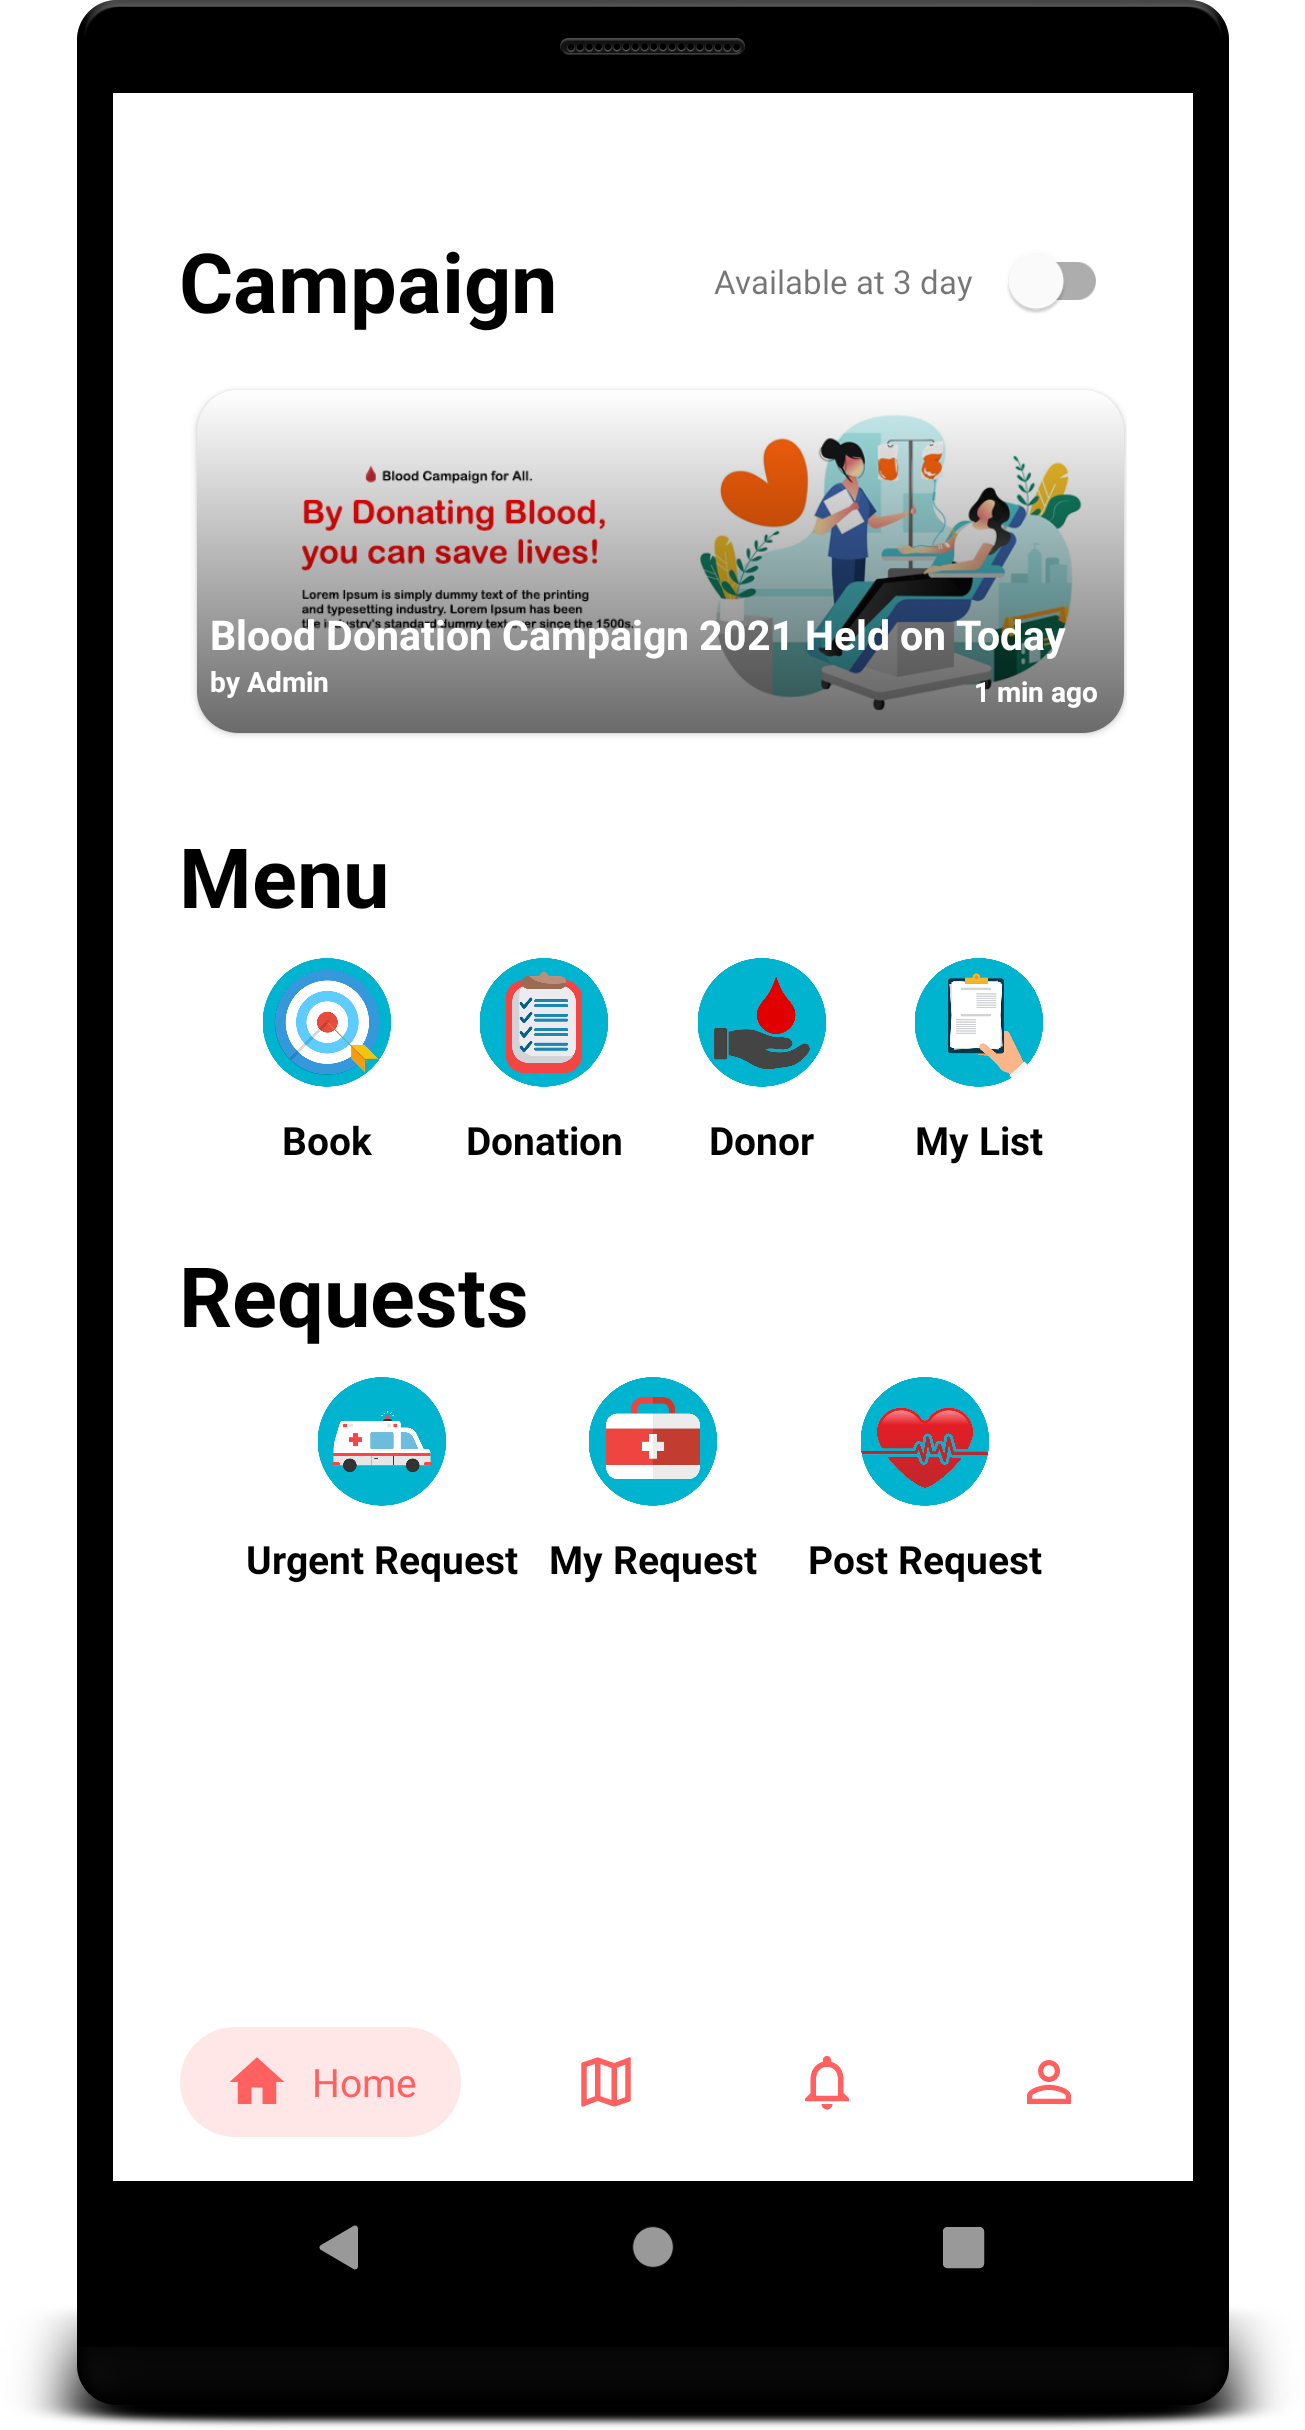 Campaign
Available at 3 day
Blood Campaign for All.
By Donating Blood,
you can save lives!
Lorem Ipsum is simply dummy text of the printing
and typesetting industry. Lorem Ipsum has been
the industry's standard dummy text ever since the 1500s.
Blood Donation Campaign 2021 Held on Today
by Admin
1 min ago
Menu
Book
Donation
Donor
My List
Requests
Urgent Request
My Request
Post Request
Home